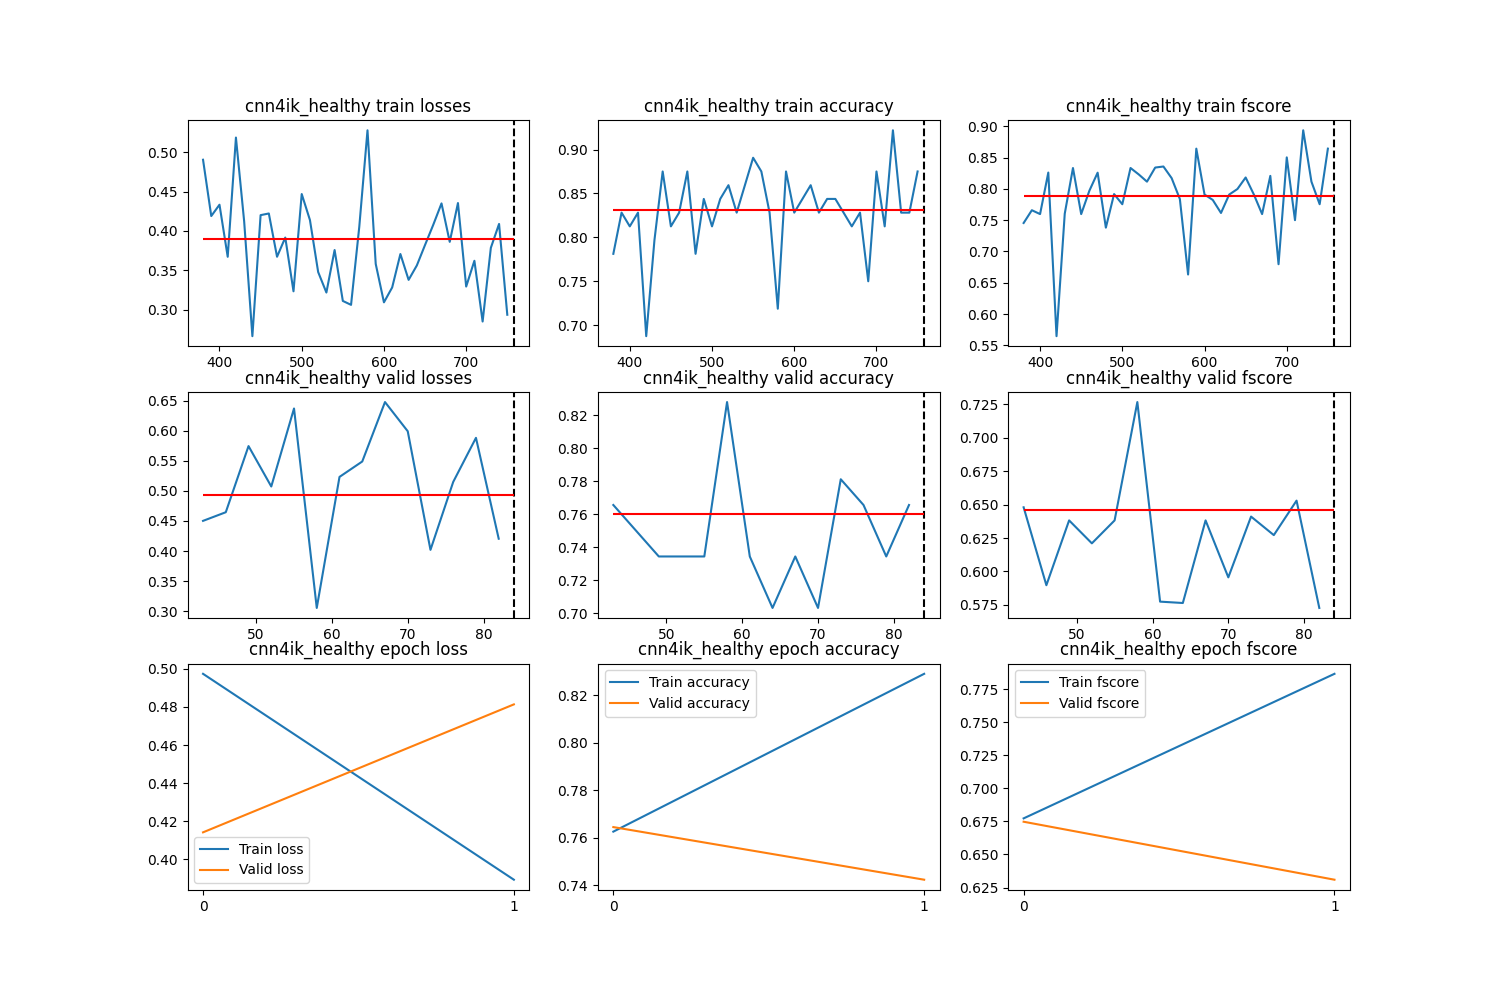 cnn4ik_healthy train losses
0.50
0.45
0.40
0.35
0.30
400 500 600 700
cnn4ik_healthy train accuracy
0.90
0.85
0.80
0.75
0.70
400 500 600 700
cnn4ik_healthy train fscore
0.90
0.85
0.80
0.75
0.70
0.65
0.60
0.55
400 500 600 700
cnn4ik_healthy valid losses
0.65
0.60
0.55
0.50
0.45
0.40
0.35
0.30
50 60 70 80
cnn4ik_healthy valid accuracy
0.82
0.80
0.78
0.76
0.74
0.72
0.70
50 60 70 80
cnn4ik_healthy valid fscore
0.725
0.700
0.675
0.650
0.625
0.600
0.575
50 60 70 80
cnn4ik_healthy epoch loss
0.50
0.48
0.46
0.44
0.42
0.40
Train loss
Valid loss
0 1
cnn4ik_healthy epoch accuracy
Train accuracy
Valid accuracy
0.82
0.80
0.78
0.76
0.74
0 1
cnn4ik_healthy epoch fscore
Train fscore
Valid fscore
0.775
0.750
0.725
0.700
0.675
0.650
0.625
0 1